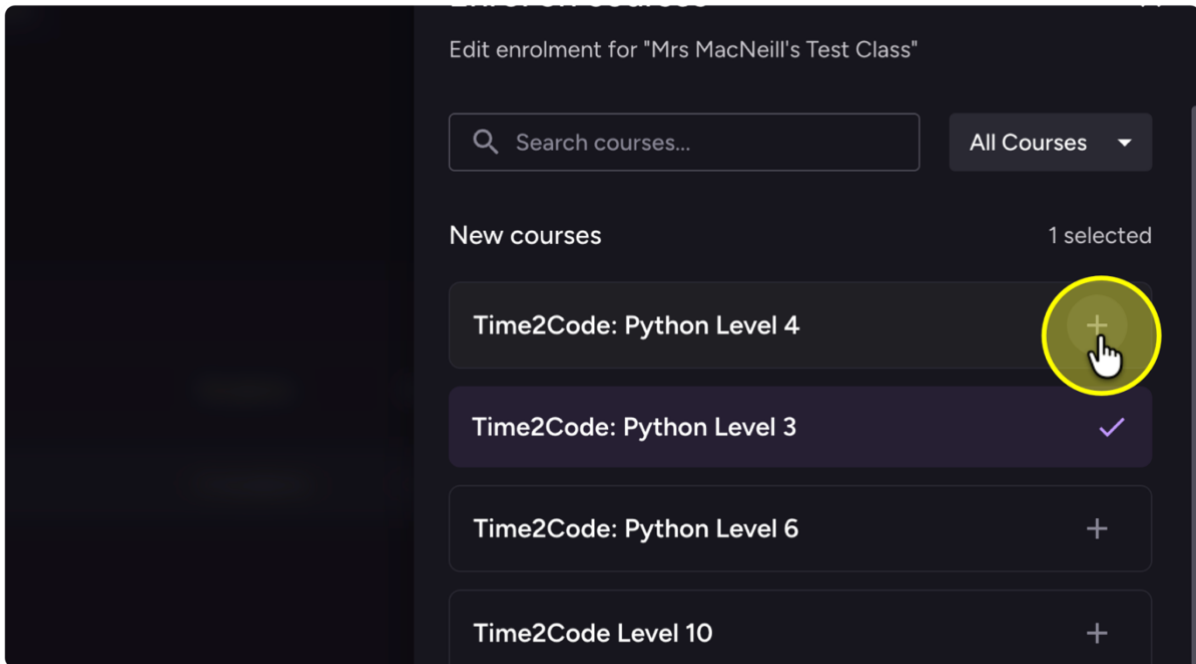 Edit enrolment for "Mrs MacNeill's Test Class"
Search courses...
All Courses
New courses
1 selected
Time2Code: Python Level 4
Time2Code: Python Level 3
Time2Code: Python Level 6
Time2Code Level 10